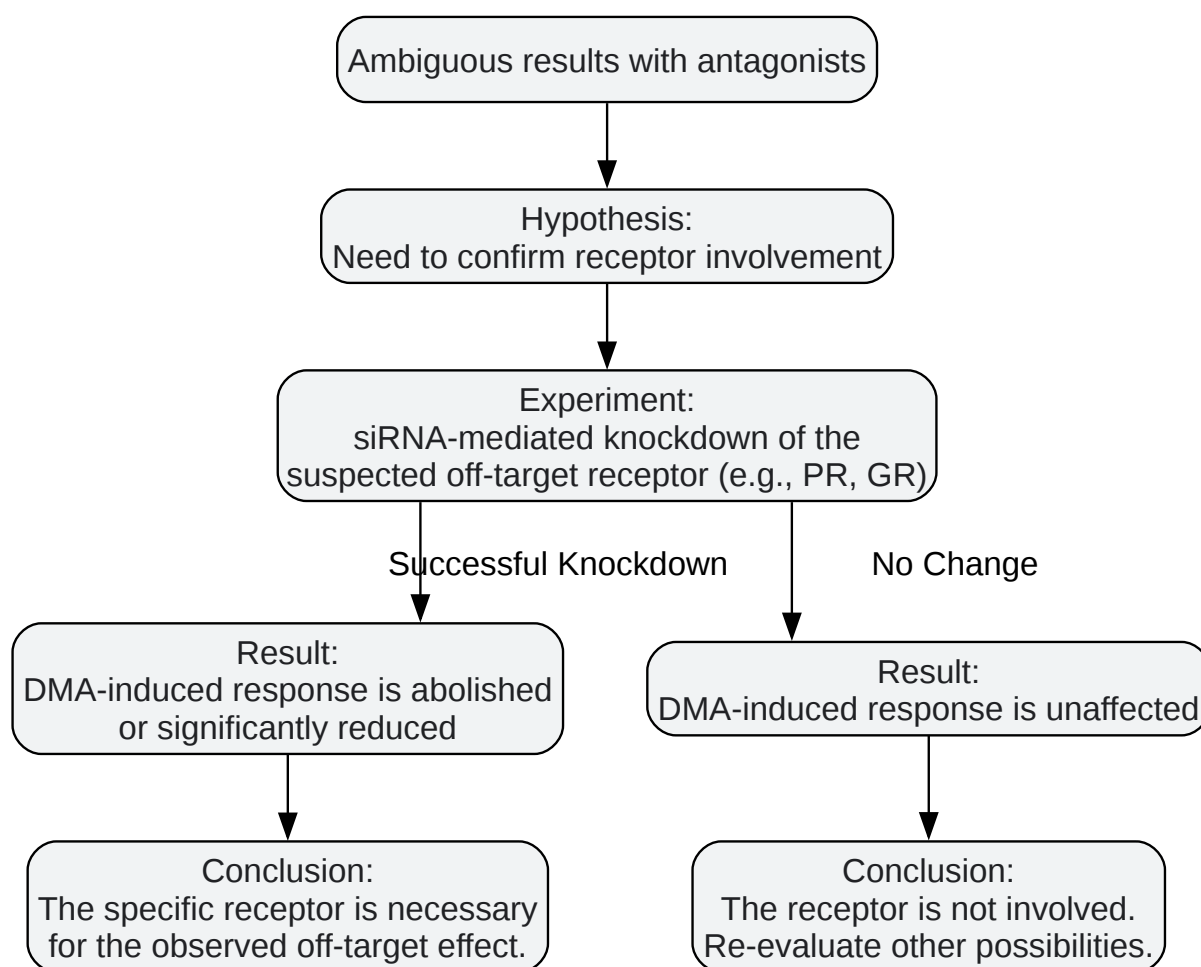 Ambiguous results with antagonists
Hypothesis:
Need to confirm receptor involvement
Experiment:
siRNA-mediated knockdown of the
suspected off-target receptor (e.g., PR, GR)
Successful Knockdown
No Change
Result:
DMA-induced response is abolished
or significantly reduced
Result:
DMA-induced response is unaffected
Conclusion:
The specific receptor is necessary
for the observed off-target effect.
Conclusion:
The receptor is not involved.
Re-evaluate other possibilities.